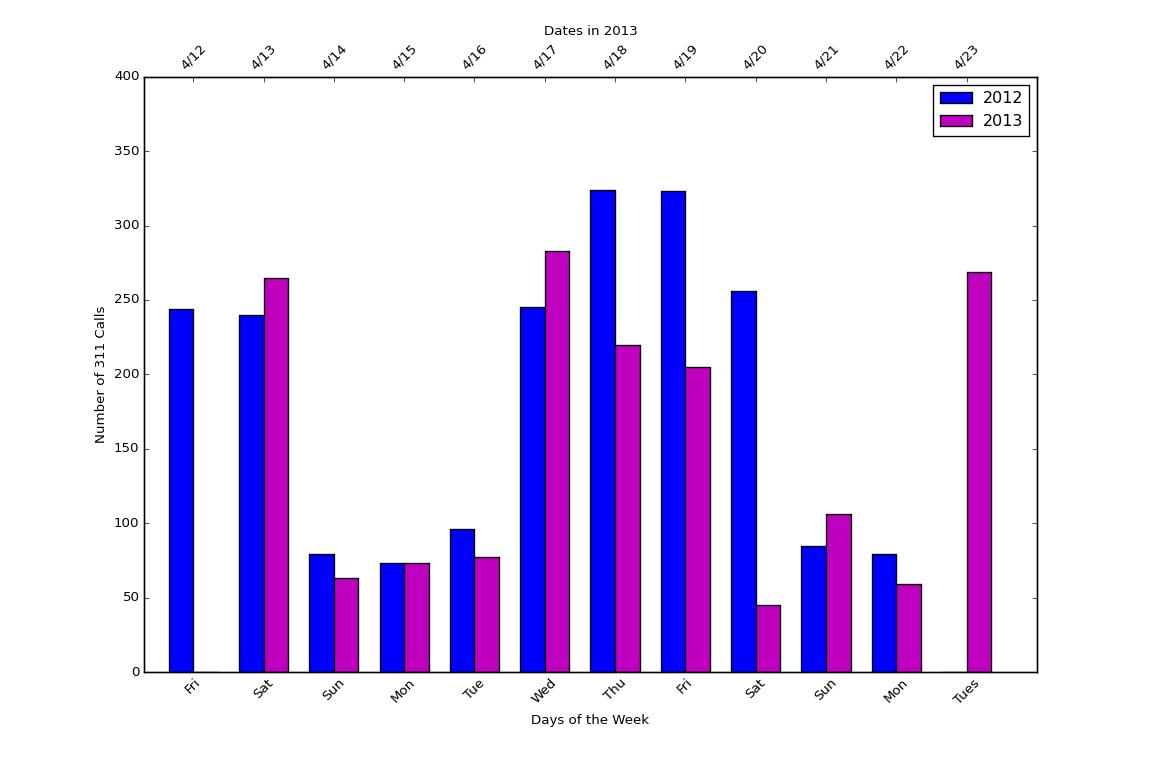 Dates in 2013
4/12 4/13 4/14 4/15 4/16 4/17 4/18 4/19 4/20 4/21 4/22 4/23
2012
2013
400
350
300
250
200
150
100
50
0
Number of 311 Calls
Fri Sat Sun Mon Tue Wed Thu Fri Sat Sun Mon Tues
Days of the Week